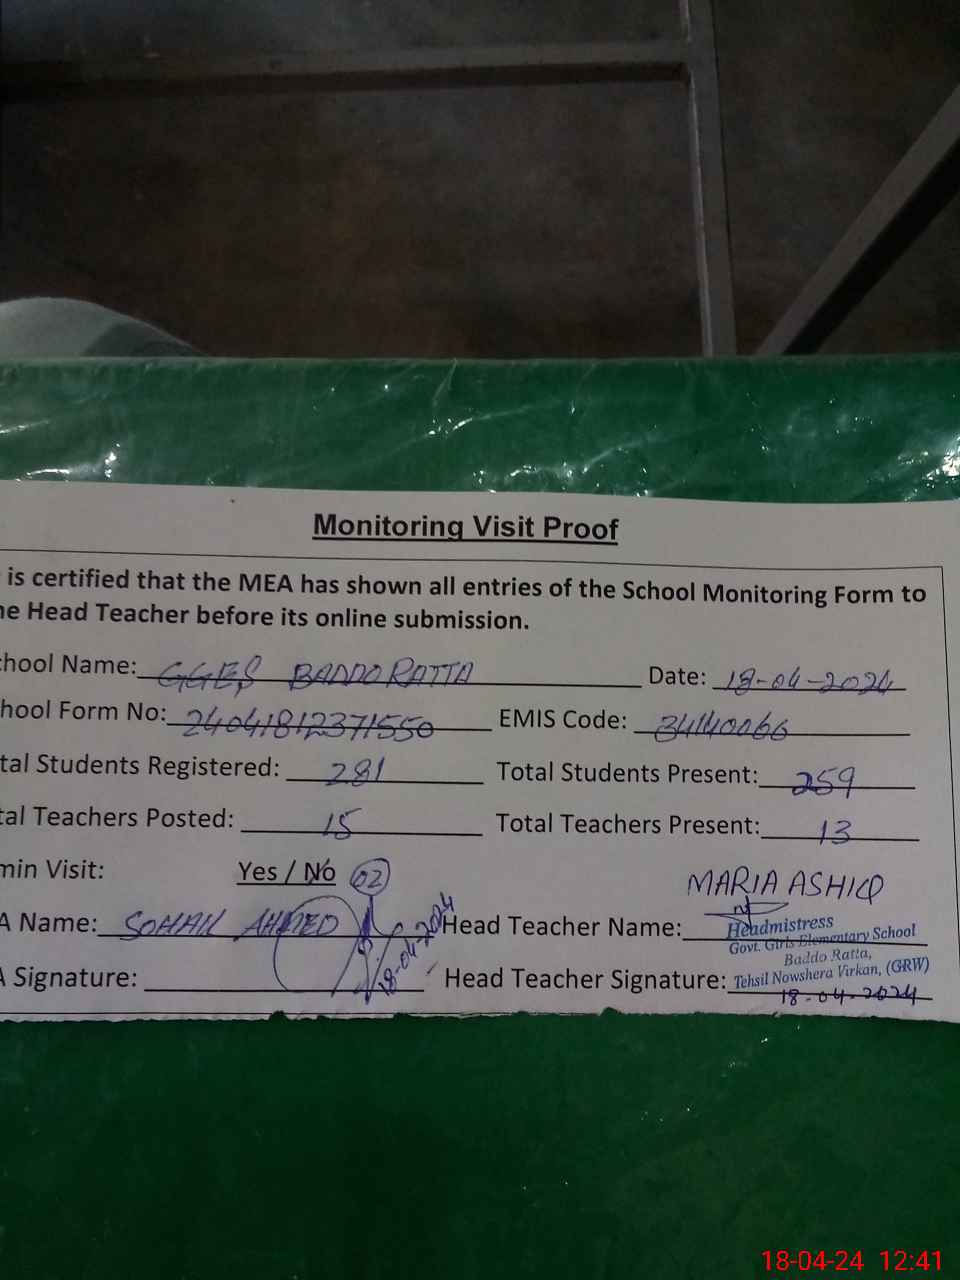 Monitoring Visit Proof
is certified that the MEA has shown all entries of the School Monitoring Form to
he Head Teacher before its online submission.
chool Name: GGES BADDO RATTA Date: 18-04-2024
hool Form No: 24041812371550 EMIS Code: 34140066
tal Students Registered: 281 Total Students Present: 259
tal Teachers Posted: 15 Total Teachers Present: 13
min Visit: Yes / No 02
MARIA ASHIQ
A Name: SOHAIL AHMED Head Teacher Name:
Headmistress
Govt. Girls Elementary School
Baddo Ratta,
Tehsil Nowshera Virkan, (GRW)
A Signature: 18-04-2024 Head Teacher Signature: 18-04-2024
18-04-24 12:41